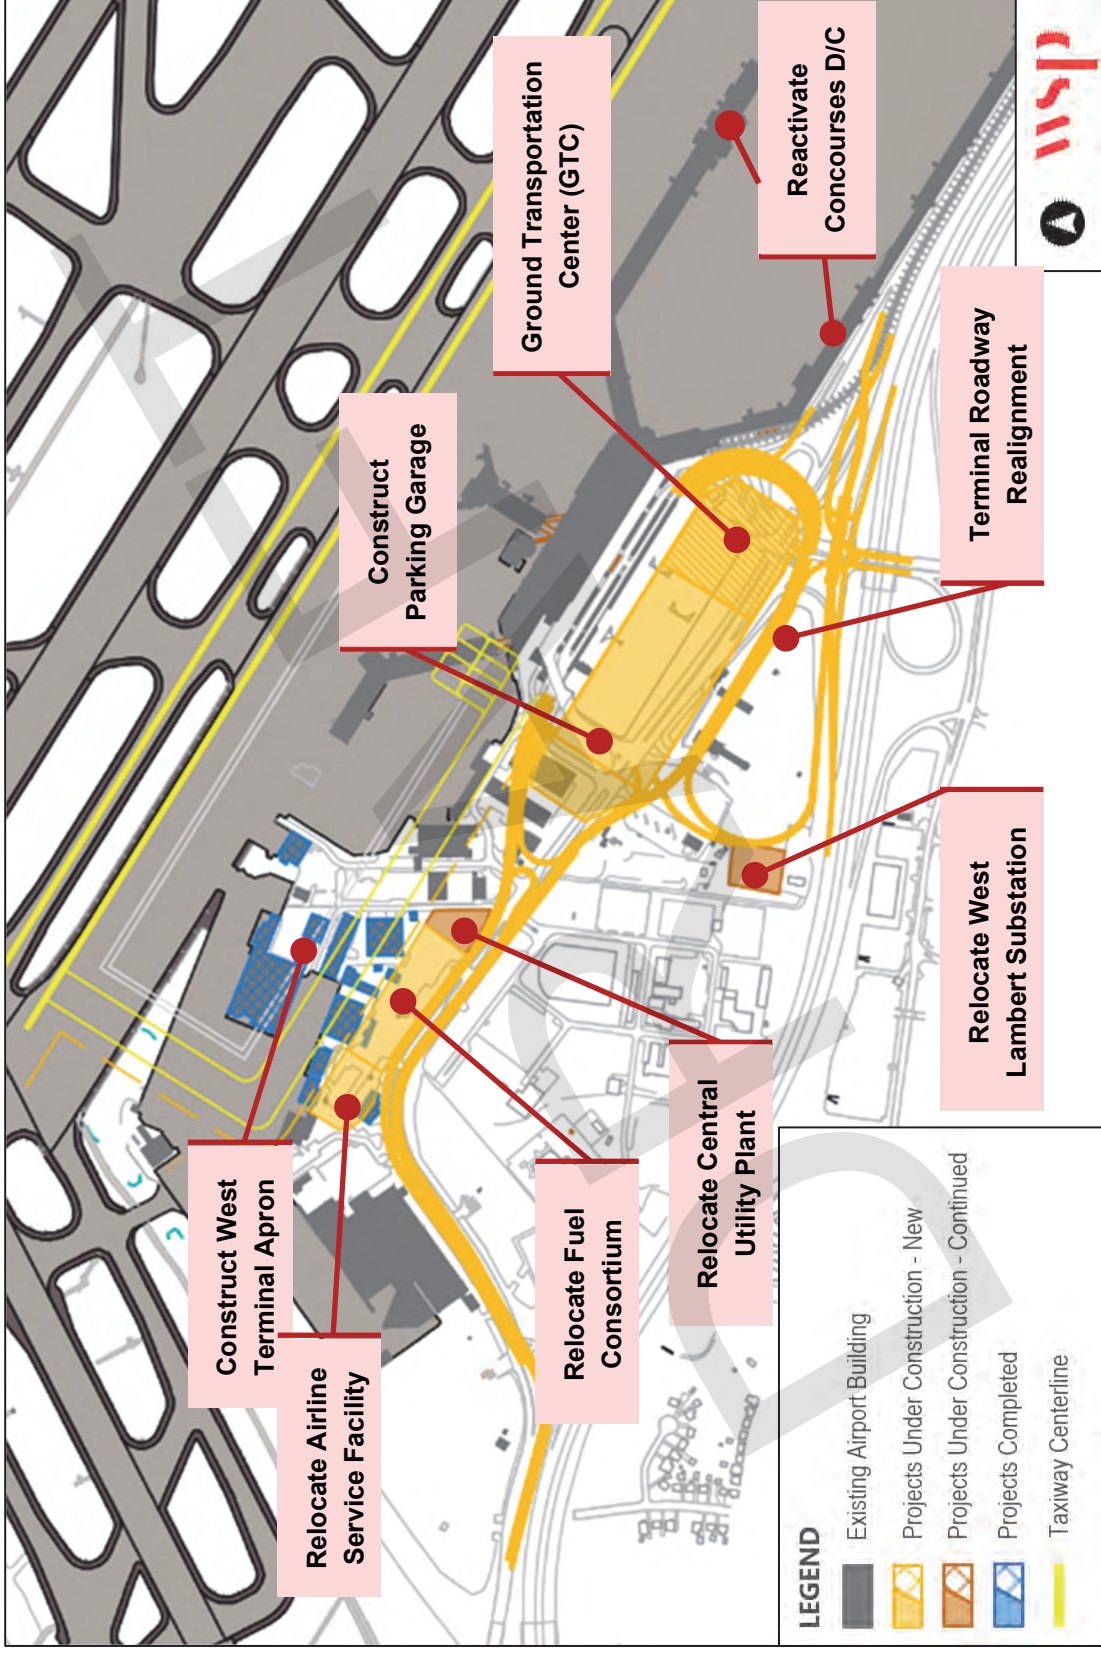 Construct West
Terminal Apron
Relocate Airline
Service Facility
Construct
Parking Garage
Ground Transportation
Center (GTC)
Reactivate
Concourses D/C
Relocate Fuel
Consortium
Relocate Central
Utility Plant
Relocate West
Lambert Substation
Terminal Roadway
Realignment
LEGEND
Existing Airport Building
Projects Under Construction - New
Projects Under Construction - Continued
Projects Completed
Taxiway Centerline
wsp
DRAFT